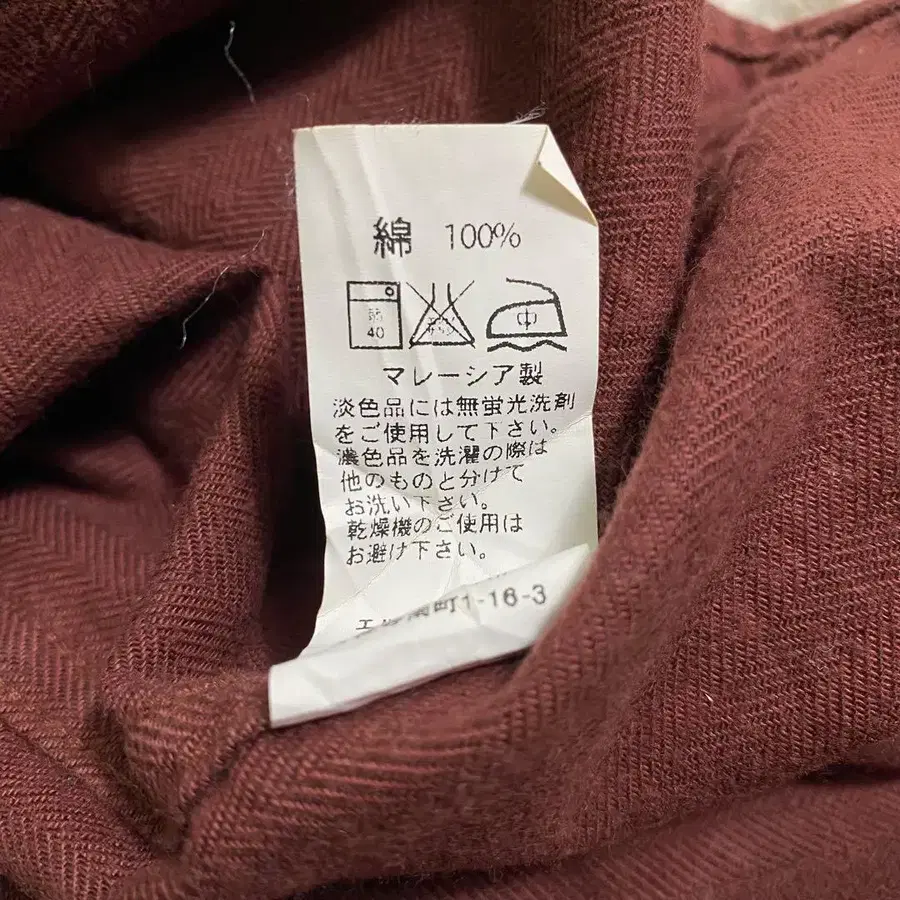 綿 100%
弱
40
中
マレーシア製
淡色品には無蛍光洗剤
をご使用して下さい。
濃色品を洗濯の際は
他のものと分けて
お洗い下さい。
乾燥機のご使用は
お避け下さい。
町1-16-3